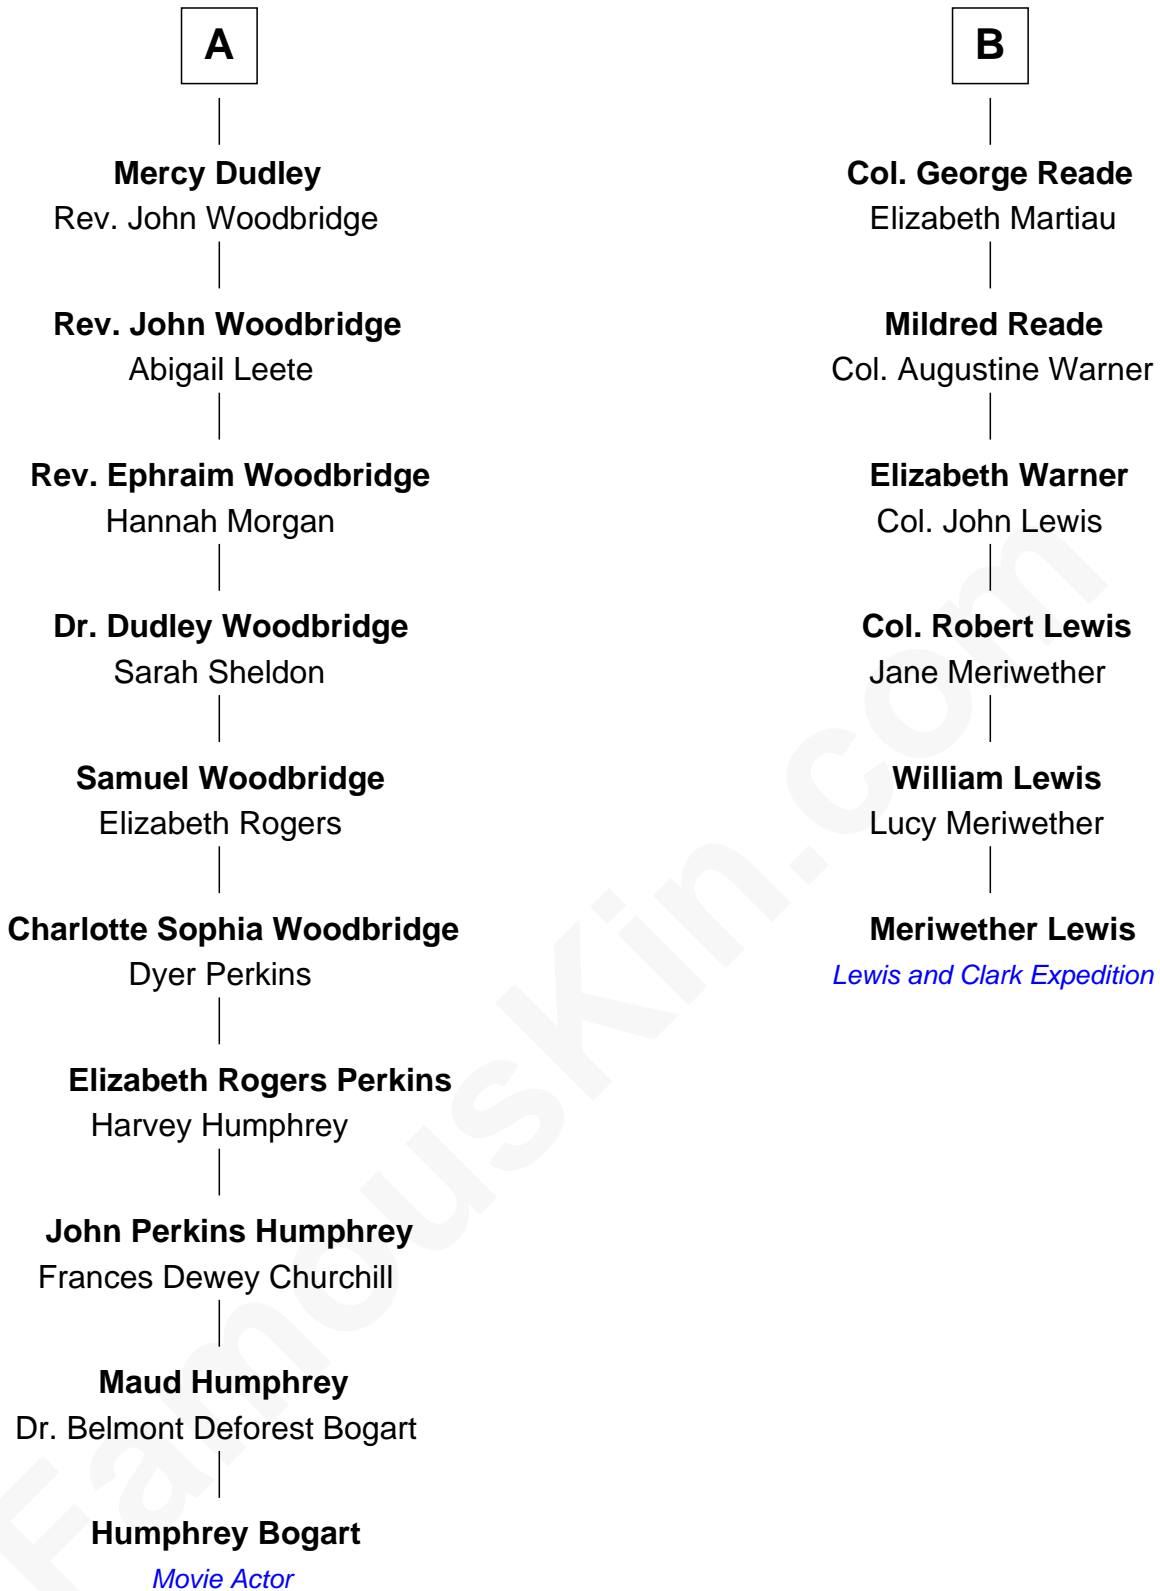 A
Mercy Dudley
Rev. John Woodbridge
Rev. John Woodbridge
Abigail Leete
Rev. Ephraim Woodbridge
Hannah Morgan
Dr. Dudley Woodbridge
Sarah Sheldon
Samuel Woodbridge
Elizabeth Rogers
Charlotte Sophia Woodbridge
Dyer Perkins
Elizabeth Rogers Perkins
Harvey Humphrey
John Perkins Humphrey
Frances Dewey Churchill
Maud Humphrey
Dr. Belmont Deforest Bogart
Humphrey Bogart
Movie Actor
B
Col. George Reade
Elizabeth Martiau
Mildred Reade
Col. Augustine Warner
Elizabeth Warner
Col. John Lewis
Col. Robert Lewis
Jane Meriwether
William Lewis
Lucy Meriwether
Meriwether Lewis
Lewis and Clark Expedition
FamousKin.com